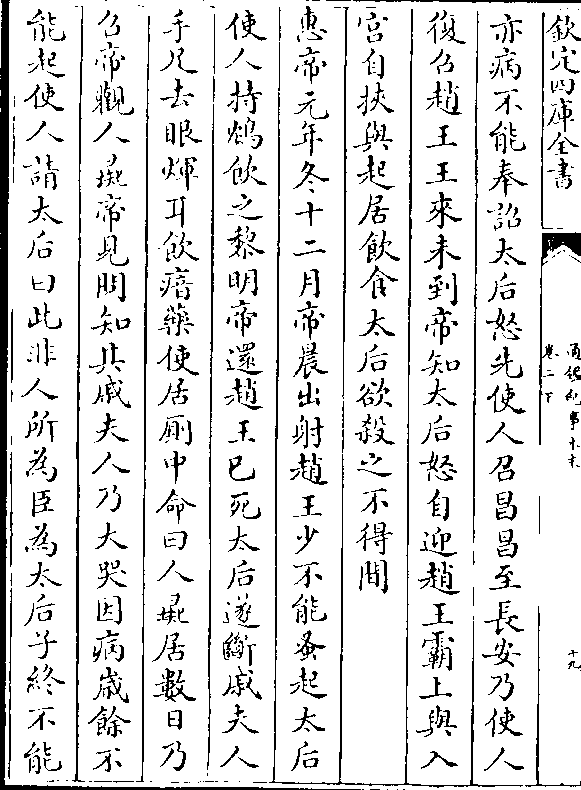 欽定四庫全書
通鑑紀事本末
卷二下
十九
亦病不能奉詔太后怒先使人召昌昌至長安乃使人
復召趙王王來未到帝知太后怒自迎趙王霸上與入
宮自挾與起居飲食太后欲殺之不得間
惠帝元年冬十二月帝晨出射趙王少不能蚤起太后
使人持鴆飲之黎明帝還趙王已死太后遂斷戚夫人
手足去眼煇耳飲瘖藥使居厠中命曰人彘居數日乃
召帝觀人彘帝見問知其戚夫人乃大哭因病歲餘不
能起使人請太后曰此非人所為臣為太后子終不能